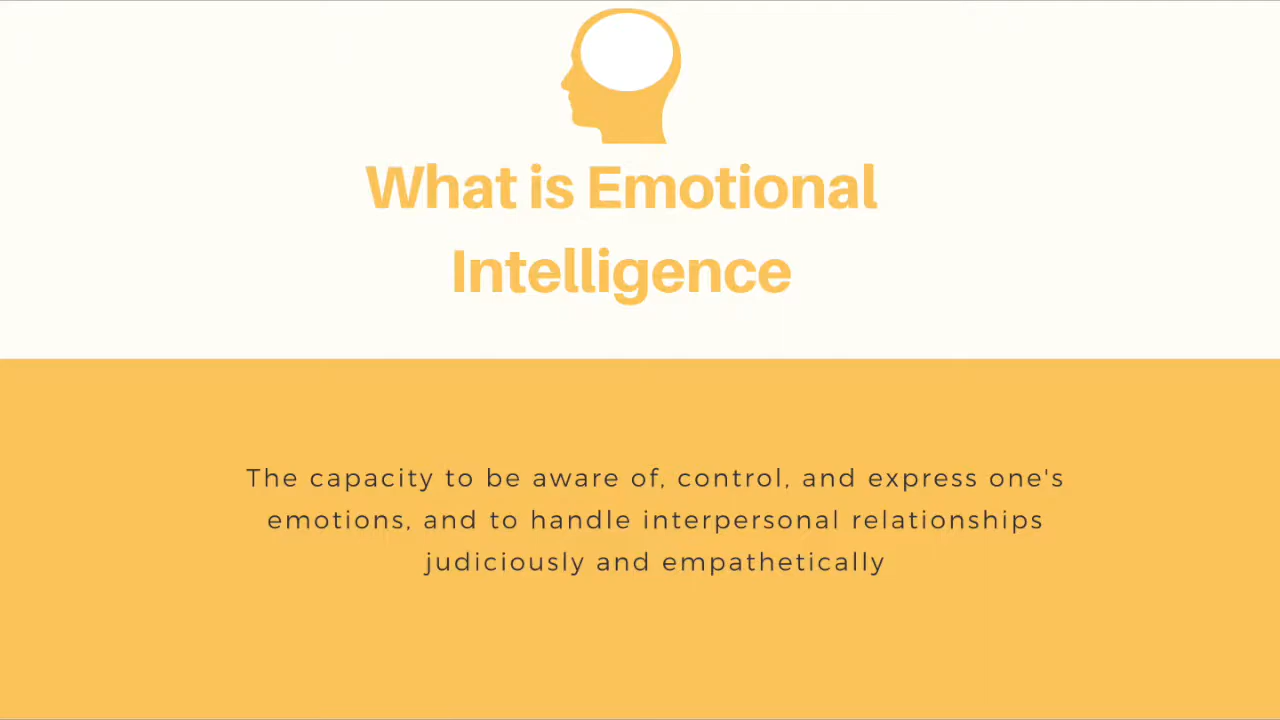 What is Emotional
Intelligence
The capacity to be aware of, control, and express one's
emotions, and to handle interpersonal relationships
judiciously and empathetically